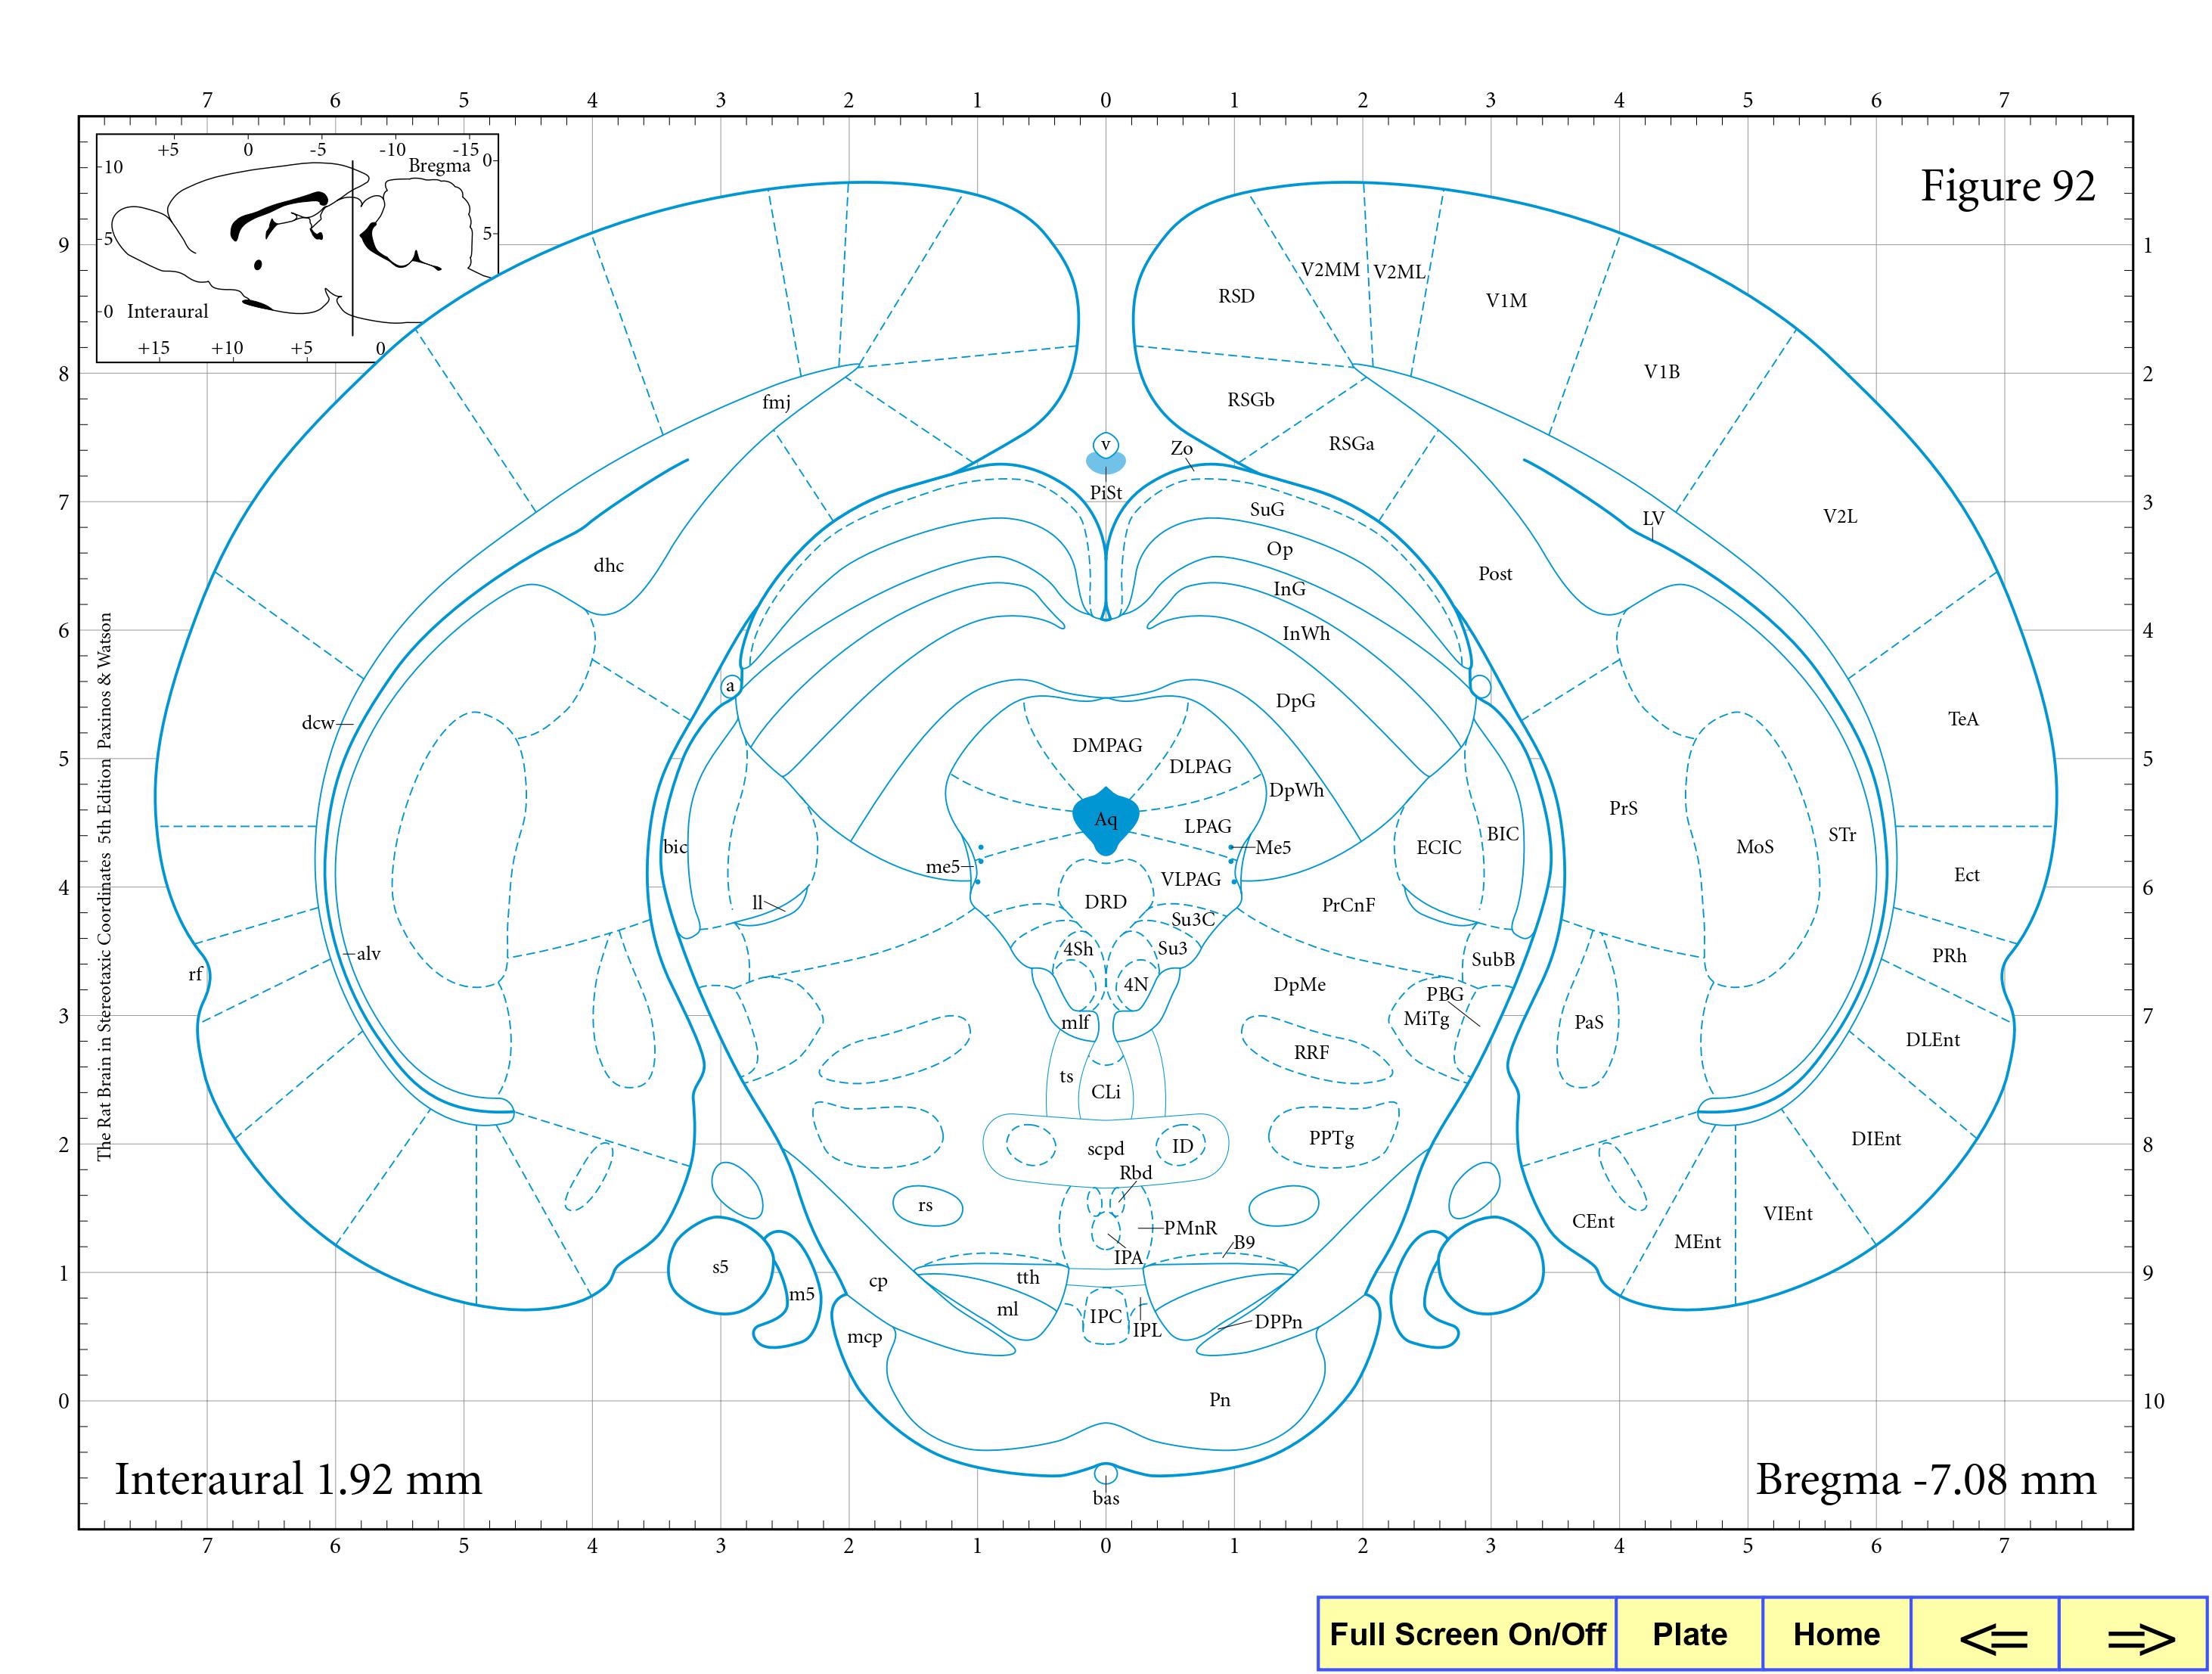 7 6 5 4 3 2 1 0 1 2 3 4 5 6 7
+5 0 -5 -10 -15
Bregma 0
10
5
5
0 Interaural
+15 +10 +5 0
Figure 92
9 1
8 2
7 3
6 4
5 5
4 6
3 7
2 8
1 9
0 10
V2MM V2ML
RSD V1M
V1B
fmj RSGb
v Zo RSGa
PiSt
SuG LV V2L
Op
dhc InG Post
InWh
a
DpG
dcw TeA
DMPAG
DLPAG
DpWh
PrS
Aq LPAG
bic Me5 ECIC BIC MoS STr
me5 VLPAG Ect
ll DRD PrCnF
Su3C
4Sh Su3
alv SubB PRh
rf
4N DpMe
PBG
mlf MiTg PaS
DLEnt
RRF
ts
CLi
scpd ID PPTg DIEnt
Rbd
rs
PMnR CEnt VIEnt
B9 MEnt
IPA
s5 cp tth
m5 ml
IPC IPL DPPn
mcp
Pn
bas
The Rat Brain in Stereotaxic Coordinates 5th Edition Paxinos & Watson
Interaural 1.92 mm
Bregma -7.08 mm
7 6 5 4 3 2 1 0 1 2 3 4 5 6 7
Full Screen On/Off Plate Home <= =>